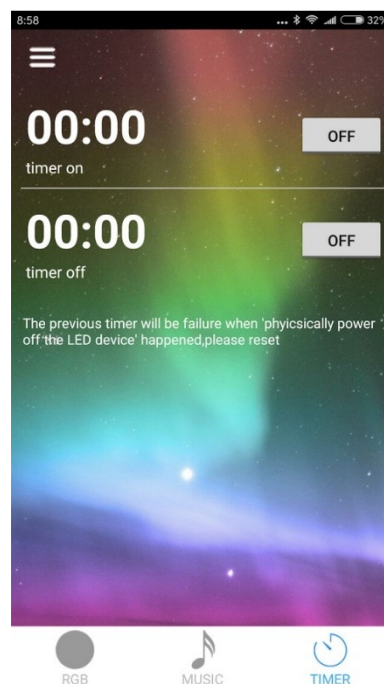 8:58
... 32%
00:00
OFF
timer on
00:00
OFF
timer off
The previous timer will be failure when 'phyicsically power
off the LED device' happened,please reset
RGB
MUSIC
TIMER